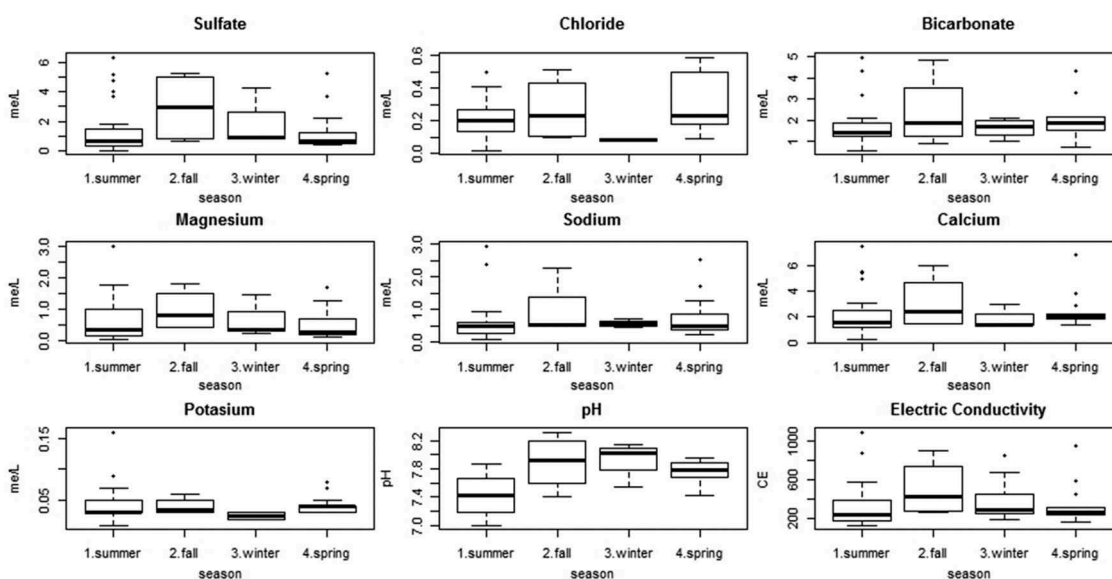 Sulfate Chloride Bicarbonate
me/L 0 2 4 6 me/L 0.0 0.2 0.4 0.6 me/L 1 2 3 4 5
1.summer 2.fall 3.winter 4.spring 1.summer 2.fall 3.winter 4.spring 1.summer 2.fall 3.winter 4.spring
season season season
Magnesium Sodium Calcium
me/L 0.0 1.0 2.0 3.0 me/L 0.0 1.0 2.0 3.0 me/L 0 2 4 6
1.summer 2.fall 3.winter 4.spring 1.summer 2.fall 3.winter 4.spring 1.summer 2.fall 3.winter 4.spring
season season season
Potasium pH Electric Conductivity
me/L 0.05 0.15 pH 7.0 7.4 7.8 8.2 CE 200 600 1000
1.summer 2.fall 3.winter 4.spring 1.summer 2.fall 3.winter 4.spring 1.summer 2.fall 3.winter 4.spring
season season season